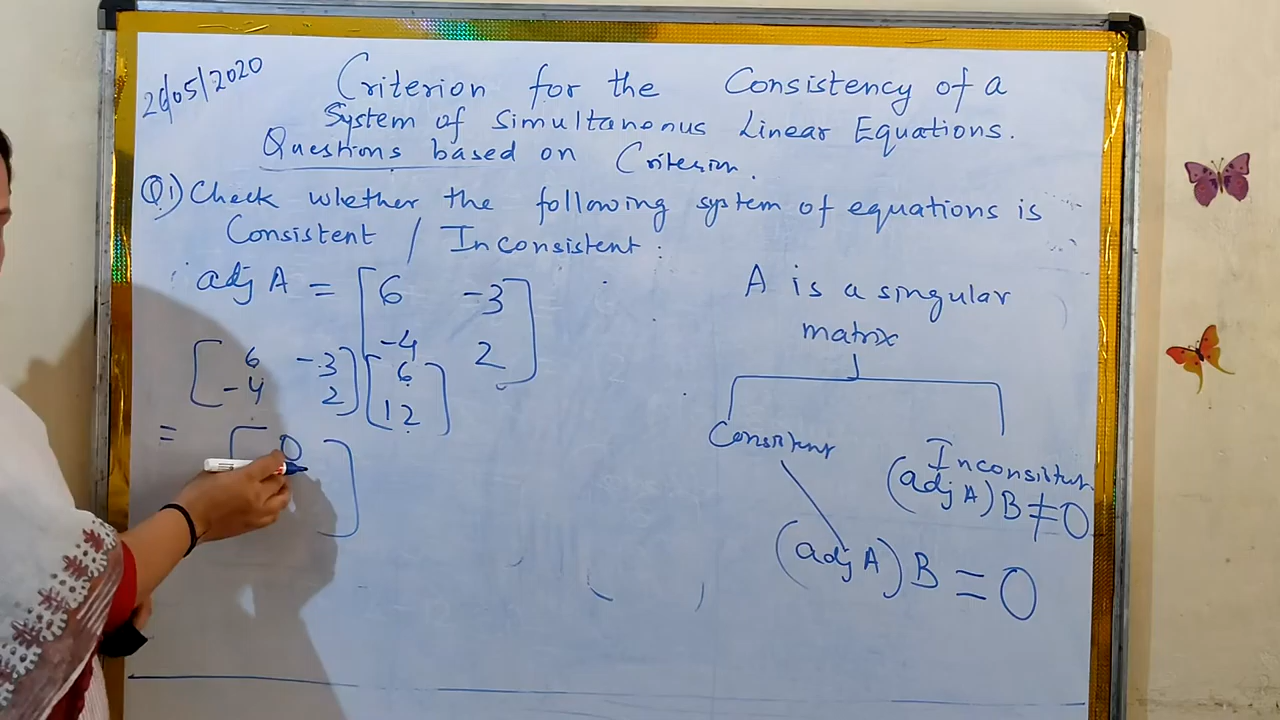 26/05/2020
Criterion for the Consistency of a
System of Simultanonus Linear Equations.
Questions based on Criterion.
Q1) Check whether the following system of equations is
Consistent / Inconsistent :
adj A = [ 6 -3
-4 2 ]
[ 6 -3
-4 2 ] [ 6
12 ]
= [ 0 ]
A is a singular
matrix
Consistent
Inconsistent
(adj A) B ≠ 0
(adj A) B = 0